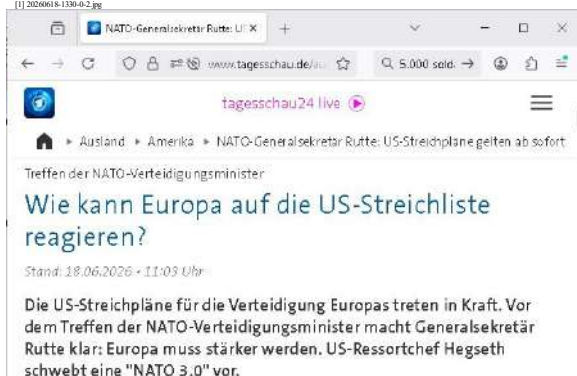 [1] 20260618-1330-0-2.jpg
NATO-Generalsekretär Rutte: U
www.tagesschau.de/au
5.000 sold.
tagesschau24 live
Ausland ▸ Amerika ▸ NATO-Generalsekretär Rutte: US-Streichpläne gelten ab sofort
Treffen der NATO-Verteidigungsminister
Wie kann Europa auf die US-Streichliste
reagieren?
Stand: 18.06.2026 • 11:03 Uhr
Die US-Streichpläne für die Verteidigung Europas treten in Kraft. Vor
dem Treffen der NATO-Verteidigungsminister macht Generalsekretär
Rutte klar: Europa muss stärker werden. US-Ressortchef Hegseth
schwebt eine "NATO 3.0" vor.